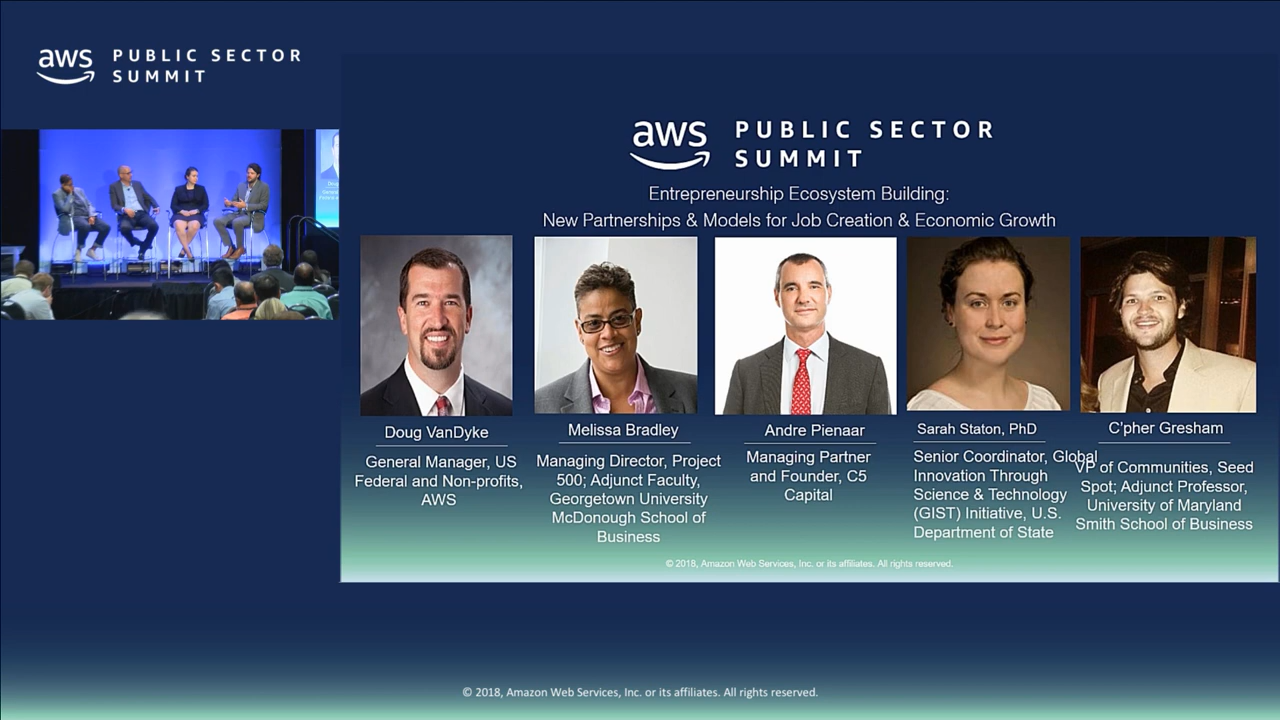 aws PUBLIC SECTOR
SUMMIT
aws PUBLIC SECTOR
SUMMIT
Entrepreneurship Ecosystem Building:
New Partnerships & Models for Job Creation & Economic Growth
Doug VanDyke
General Manager, US
Federal and Non-profits,
AWS
Melissa Bradley
Managing Director, Project
500; Adjunct Faculty,
Georgetown University
McDonough School of
Business
Andre Pienaar
Managing Partner
and Founder, C5
Capital
Sarah Staton, PhD
Senior Coordinator, Global
Innovation Through
Science & Technology
(GIST) Initiative, U.S.
Department of State
C'pher Gresham
VP of Communities, Seed
Spot; Adjunct Professor,
University of Maryland
Smith School of Business
© 2018, Amazon Web Services, Inc. or its affiliates. All rights reserved.
© 2018, Amazon Web Services, Inc. or its affiliates. All rights reserved.